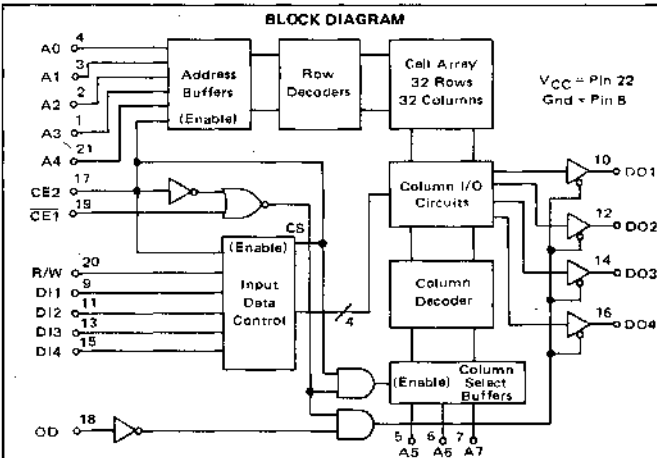 BLOCK DIAGRAM
A0 4
A1 3
A2 2
A3 1
A4 21
CE2 17
CE1 19
R/W 20
DI1 9
DI2 11
DI3 13
DI4 15
OD 18
Address
Buffers
(Enable)
Row
Decoders
Cell Array
32 Rows
32 Columns
VCC = Pin 22
Gnd = Pin 8
Column I/O
Circuits
CS
(Enable)
Input
Data
Control
4
Column
Decoder
(Enable) Column
Select
Buffers
5 6 7
A5 A6 A7
10 DO1
12 DO2
14 DO3
16 DO4